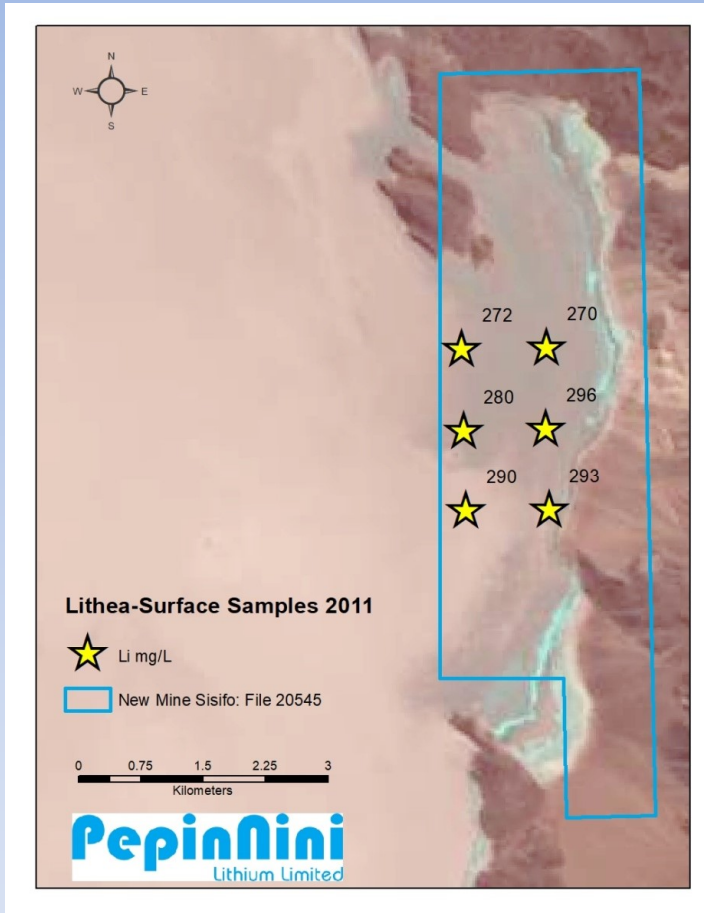 N
W E
S
272 270
280 296
290 293
Lithea-Surface Samples 2011
Li mg/L
New Mine Sisifo: File 20545
0 0.75 1.5 2.25 3
Kilometers
PepinNini
Lithium Limited